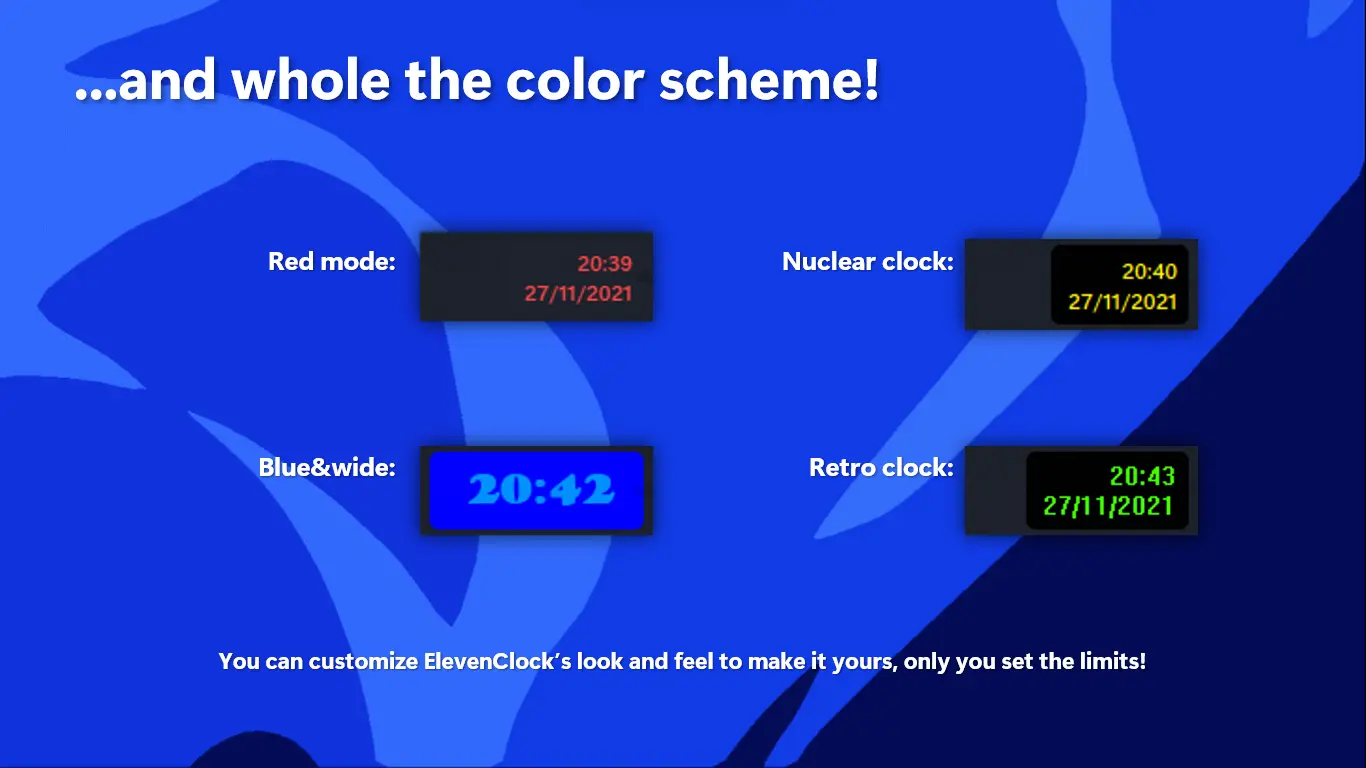 ...and whole the color scheme!
Red mode:
20:39
27/11/2021
Nuclear clock:
20:40
27/11/2021
Blue&wide:
20:42
Retro clock:
20:43
27/11/2021
You can customize ElevenClock's look and feel to make it yours, only you set the limits!